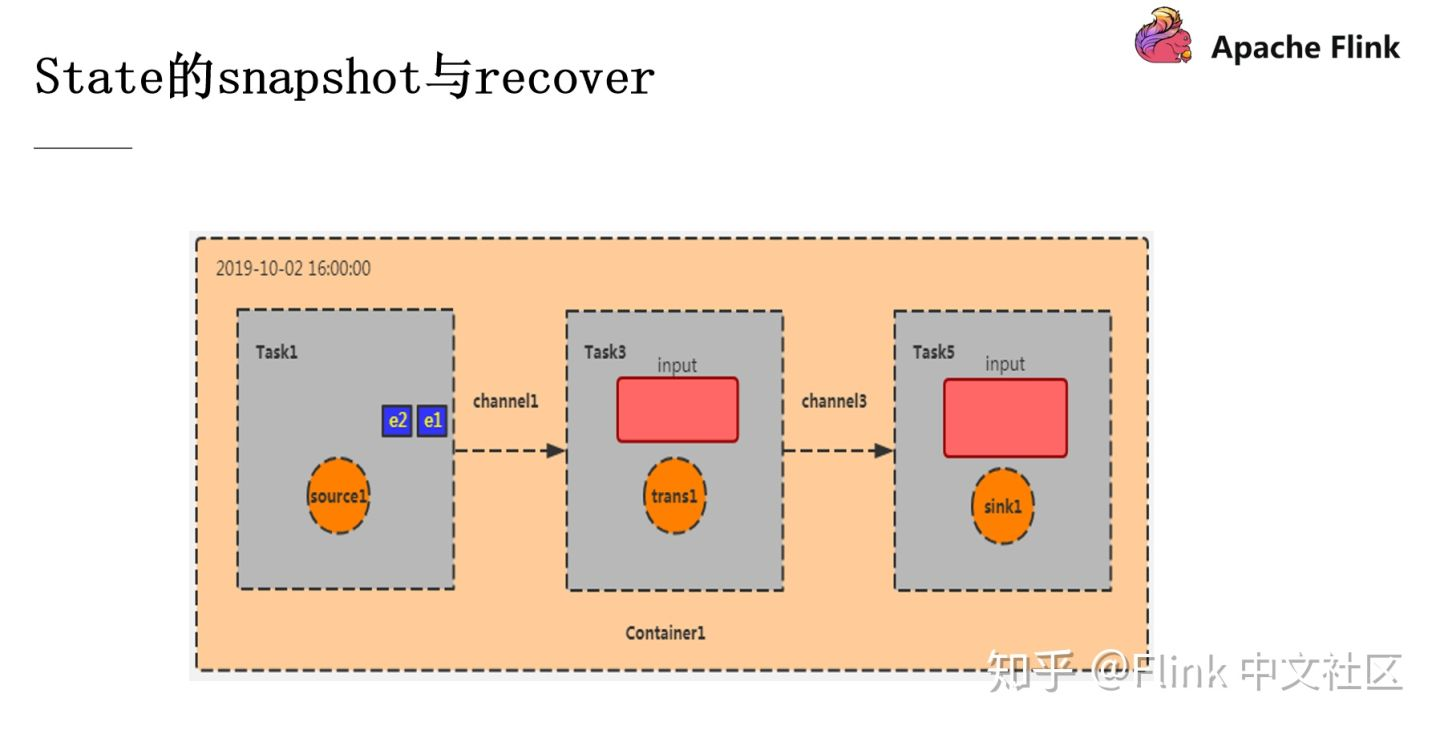 Apache Flink
State的snapshot与recover
2019-10-02 16:00:00
Task1
Task3
input
Task5
input
channel1
channel3
e2
e1
source1
trans1
sink1
Container1
知乎 @Flink 中文社区